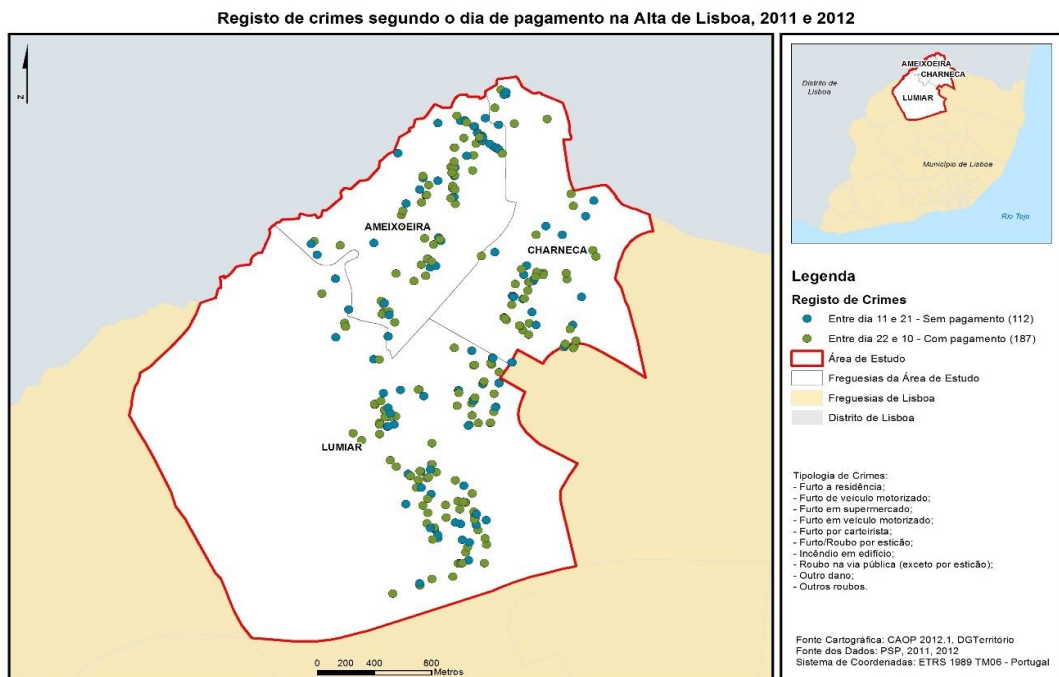 Registo de crimes segundo o dia de pagamento na Alta de Lisboa, 2011 e 2012
z
AMEIXOEIRA
CHARNECA
LUMIAR
0 200 400 800
Metros
AMEIXOEIRA
CHARNECA
LUMIAR
Distrito de
Lisboa
Município de Lisboa
Rio Tejo
Legenda
Registo de Crimes
Entre dia 11 e 21 - Sem pagamento (112)
Entre dia 22 e 10 - Com pagamento (187)
Área de Estudo
Freguesias da Área de Estudo
Freguesias de Lisboa
Distrito de Lisboa
Tipologia de Crimes:
- Furto a residência;
- Furto de veículo motorizado;
- Furto em supermercado;
- Furto em veículo motorizado;
- Furto por carteirista;
- Furto/Roubo por esticão;
- Incêndio em edifício;
- Roubo na via pública (exceto por esticão);
- Outro dano;
- Outros roubos.
Fonte Cartográfica: CAOP 2012.1, DGTerritório
Fonte dos Dados: PSP, 2011, 2012
Sistema de Coordenadas: ETRS 1989 TM06 - Portugal